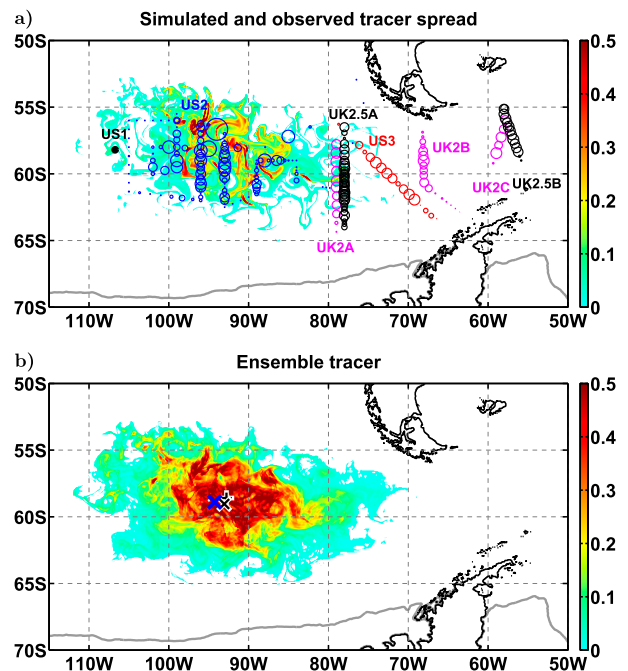 a) Simulated and observed tracer spread
50S
55S
60S
65S
70S
110W 100W 90W 80W 70W 60W 50W
US1
US2
UK2.5A
US3
UK2B
UK2A
UK2C
UK2.5B
0.5
0.4
0.3
0.2
0.1
0
b) Ensemble tracer
50S
55S
60S
65S
70S
110W 100W 90W 80W 70W 60W 50W
0.5
0.4
0.3
0.2
0.1
0